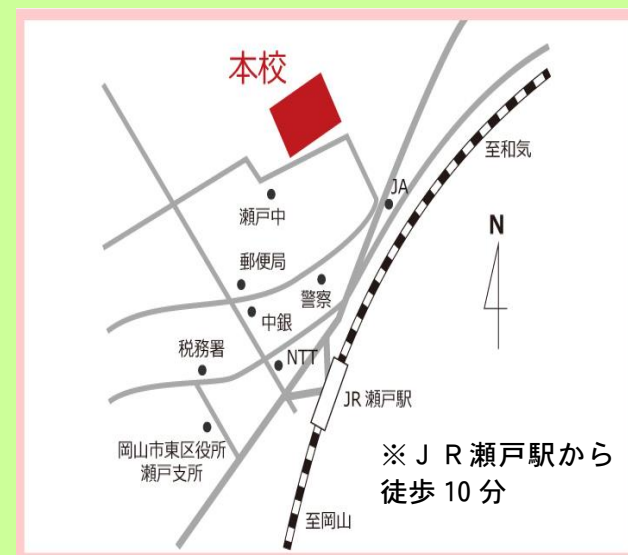 本校
至和気
JA
瀬戸中
N
郵便局
警察
中銀
税務署
NTT
JR 瀬戸駅
岡山市東区役所
瀬戸支所
※ＪＲ瀬戸駅から
徒歩 10 分
至岡山